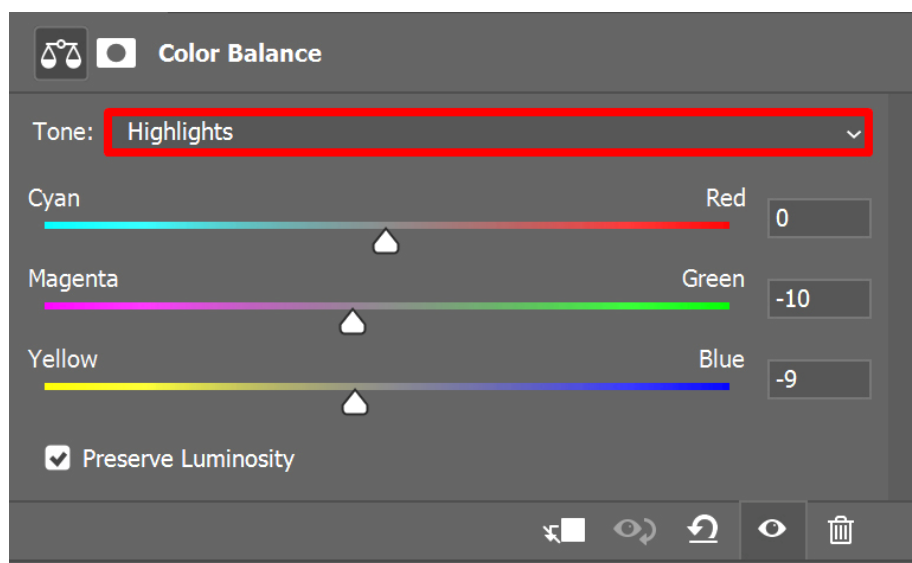 Color Balance
Tone: Highlights
Cyan Red 0
Magenta Green -10
Yellow Blue -9
Preserve Luminosity